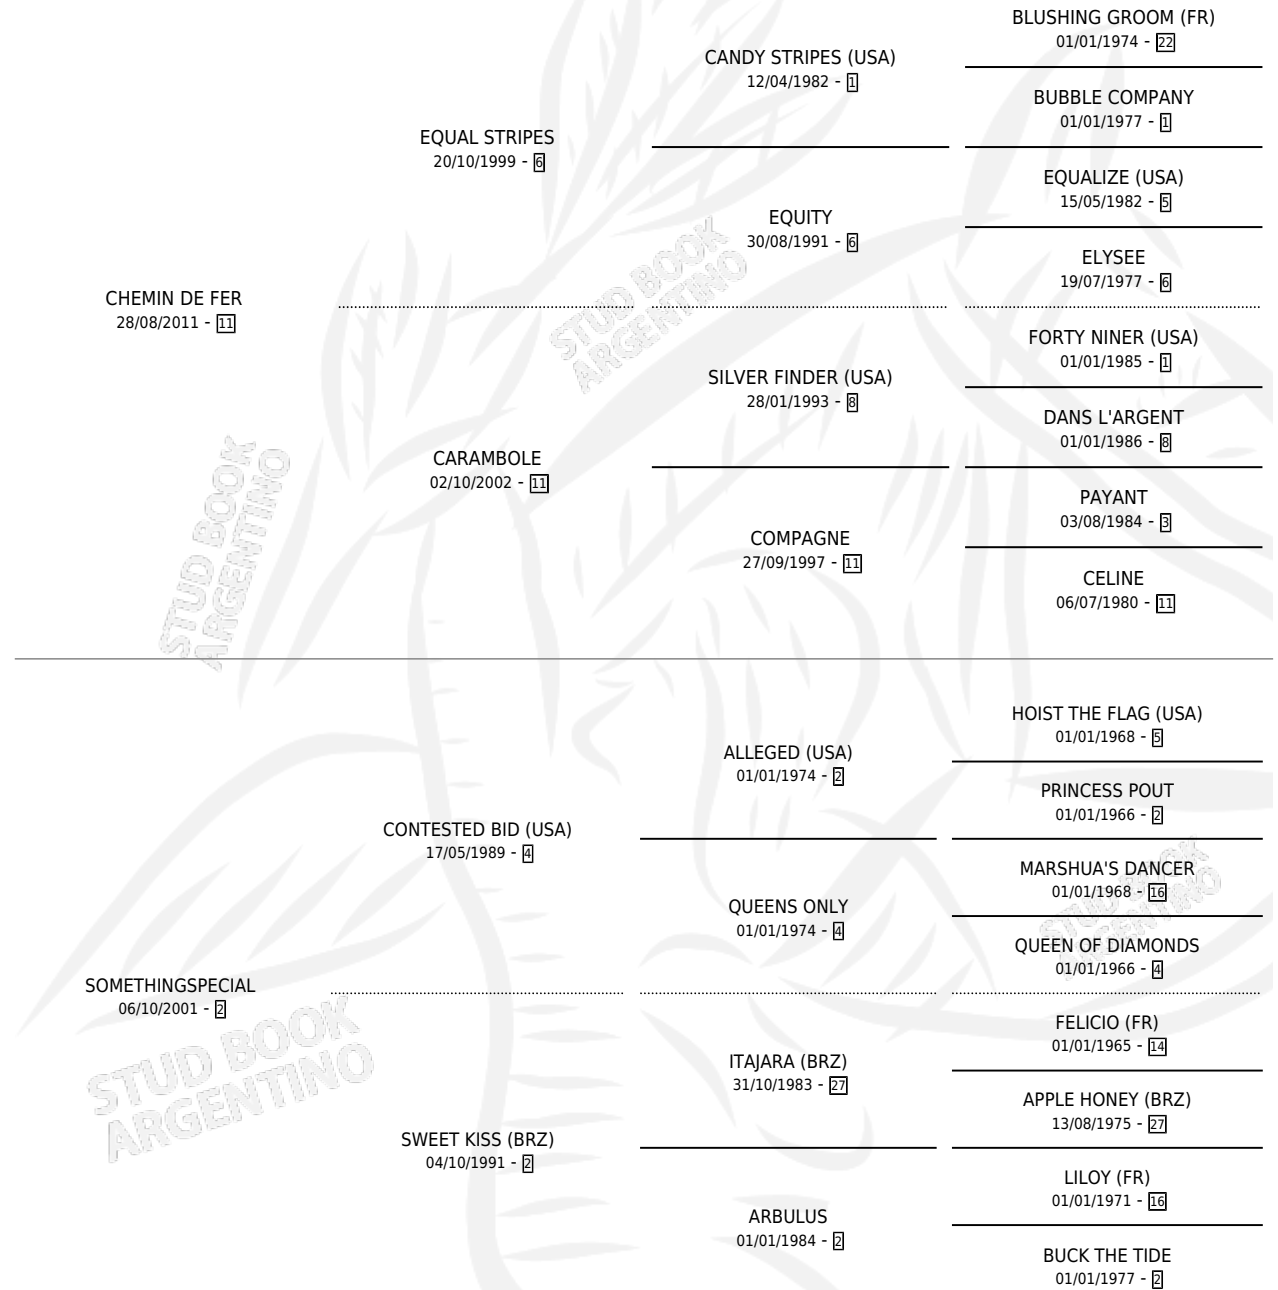 BLUSHING GROOM (FR)
01/01/1974 - 22
CANDY STRIPES (USA)
12/04/1982 - 1
BUBBLE COMPANY
01/01/1977 - 1
EQUAL STRIPES
20/10/1999 - 6
EQUALIZE (USA)
15/05/1982 - 5
EQUITY
30/08/1991 - 6
ELYSEE
19/07/1977 - 6
CHEMIN DE FER
28/08/2011 - 11
FORTY NINER (USA)
01/01/1985 - 1
SILVER FINDER (USA)
28/01/1993 - 8
DANS L'ARGENT
01/01/1986 - 8
CARAMBOLE
02/10/2002 - 11
PAYANT
03/08/1984 - 3
COMPAGNE
27/09/1997 - 11
CELINE
06/07/1980 - 11
HOIST THE FLAG (USA)
01/01/1968 - 5
ALLEGED (USA)
01/01/1974 - 2
PRINCESS POUT
01/01/1966 - 2
CONTESTED BID (USA)
17/05/1989 - 4
MARSHUA'S DANCER
01/01/1968 - 16
QUEENS ONLY
01/01/1974 - 4
QUEEN OF DIAMONDS
01/01/1966 - 4
SOMETHINGSPECIAL
06/10/2001 - 2
FELICIO (FR)
01/01/1965 - 14
ITAJARA (BRZ)
31/10/1983 - 27
APPLE HONEY (BRZ)
13/08/1975 - 27
SWEET KISS (BRZ)
04/10/1991 - 2
LILOY (FR)
01/01/1971 - 16
ARBULUS
01/01/1984 - 2
BUCK THE TIDE
01/01/1977 - 2
STUD BOOK
ARGENTINO
STUD BOOK
ARGENTINO
STUD BOOK
ARGENTINO
STUD BOOK
ARGENTINO